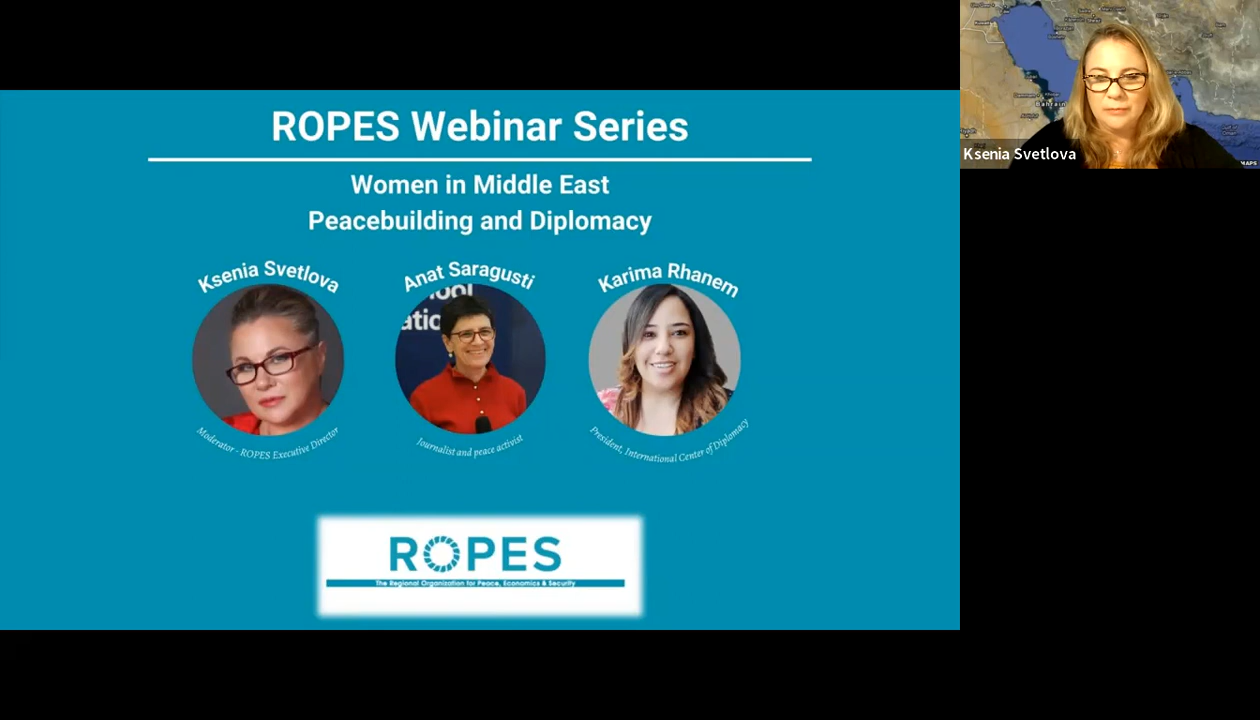 ROPES Webinar Series
Women in Middle East
Peacebuilding and Diplomacy
Ksenia Svetlova
Anat Saragusti
Karima Rhanem
Moderator - ROPES Executive Director
Journalist and peace activist
President, International Center of Diplomacy
ROPES
The Regional Organization for Peace, Economics & Security
Bahrain
Ksenia Svetlova
MAPS